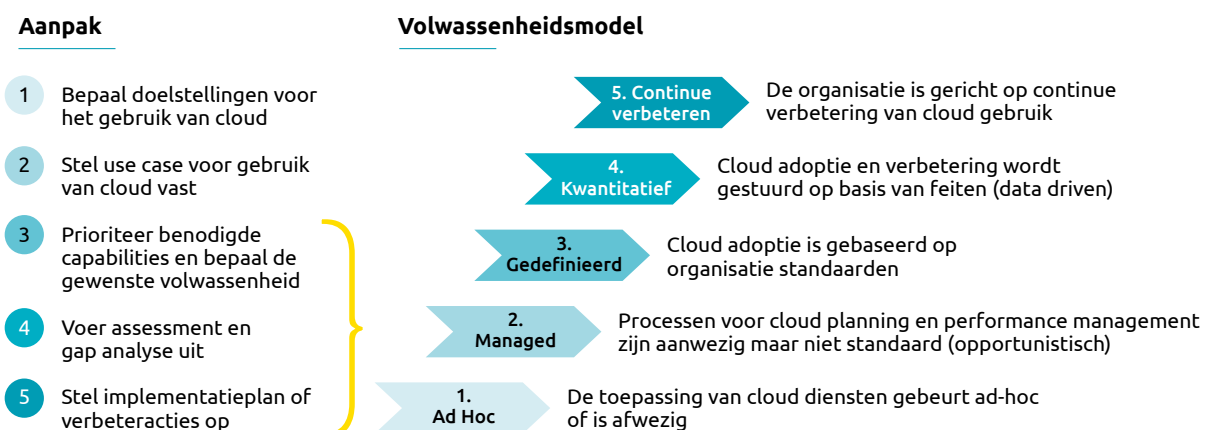 Aanpak
1
Bepaal doelstellingen voor
het gebruik van cloud
2
Stel use case voor gebruik
van cloud vast
3
Prioriteer benodigde
capabilities en bepaal de
gewenste volwassenheid
4
Voer assessment en
gap analyse uit
5
Stel implementatieplan of
verbeteracties op
Volwassenheidsmodel
5. Continue
verbeteren
De organisatie is gericht op continue
verbetering van cloud gebruik
4.
Kwantitatief
Cloud adoptie en verbetering wordt
gestuurd op basis van feiten (data driven)
3.
Gedefinieerd
Cloud adoptie is gebaseerd op
organisatie standaarden
2.
Managed
Processen voor cloud planning en performance management
zijn aanwezig maar niet standaard (opportunistisch)
1.
Ad Hoc
De toepassing van cloud diensten gebeurt ad-hoc
of is afwezig